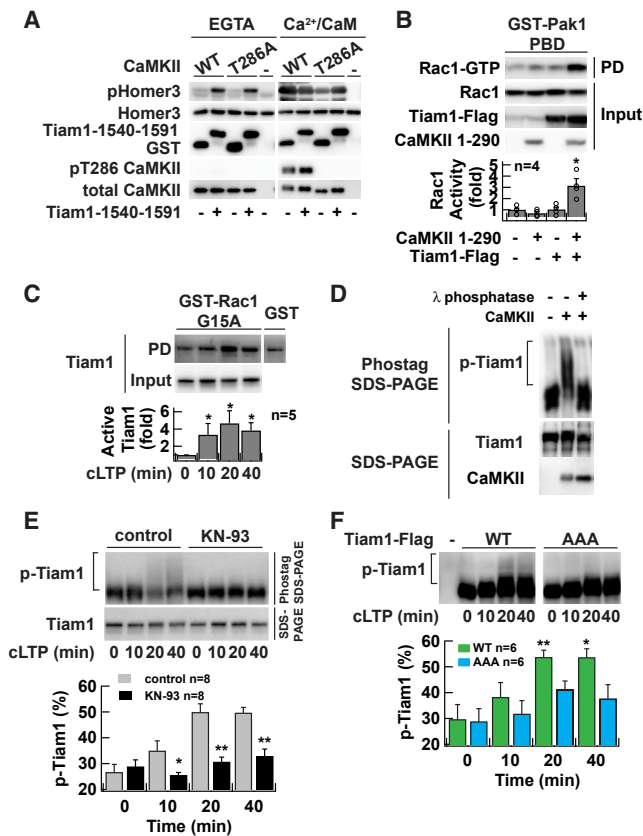 A
EGTA Ca²⁺/CaM
CaMKII WT T286A - WT T286A -
pHomer3
Homer3
Tiam1-1540-1591
GST
pT286 CaMKII
total CaMKII
Tiam1-1540-1591 - + - + - - + - + -
B
GST-Pak1
PBD
Rac1-GTP PD
Rac1
Tiam1-Flag Input
CaMKII 1-290
Rac1
Activity
(fold)
5
4
3
2
1
n=4
*
CaMKII 1-290 - + - +
Tiam1-Flag - - + +
C
GST-Rac1
G15A GST
Tiam1 PD
Input
Active
Tiam1
(fold)
6
4
2
* * *
n=5
cLTP (min) 0 10 20 40
D
λ phosphatase - - +
CaMKII - + +
Phostag
SDS-PAGE
p-Tiam1
SDS-PAGE
Tiam1
CaMKII
E
control KN-93
p-Tiam1
Phostag
SDS-PAGE
Tiam1
SDS-
PAGE
cLTP (min) 0 10 20 40 0 10 20 40
control n=8
KN-93 n=8
p-Tiam1 (%)
60
50
40
30
20
* ** **
0 10 20 40
Time (min)
F
Tiam1-Flag - WT AAA
p-Tiam1
cLTP (min) 0 10 20 40 0 10 20 40
WT n=6
AAA n=6
p-Tiam1 (%)
60
50
40
30
20
** *
0 10 20 40
Time (min)